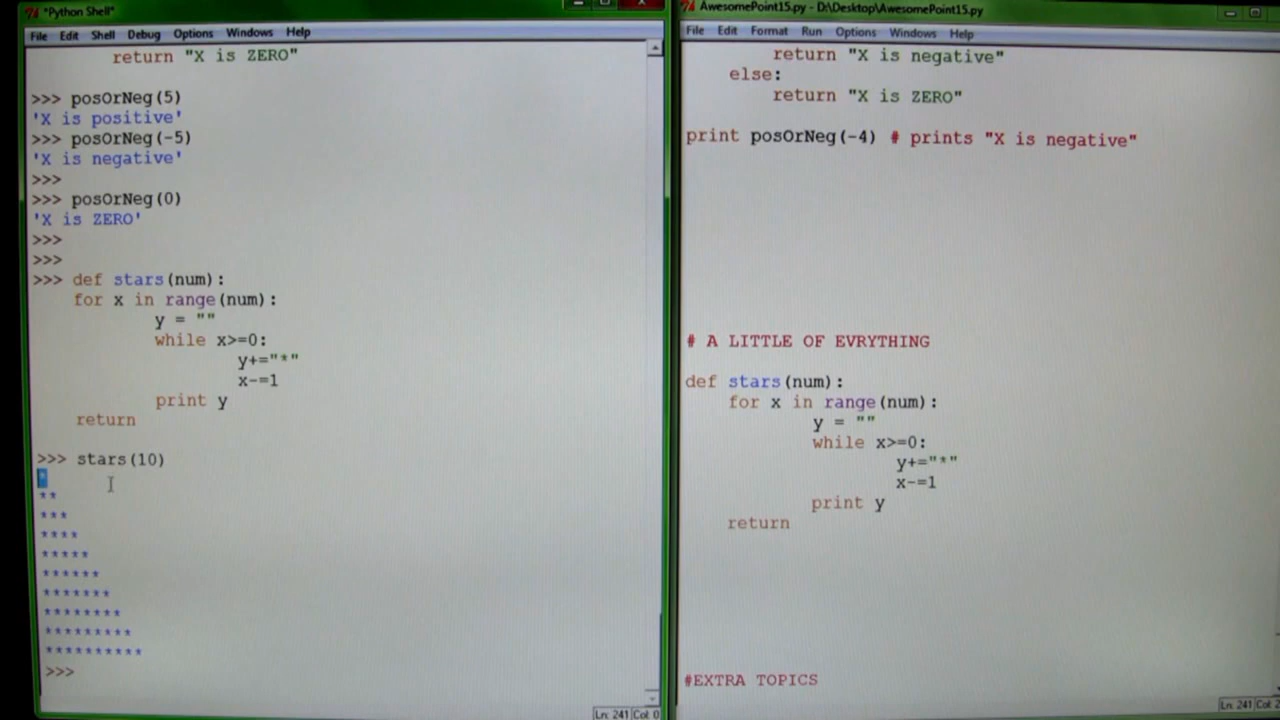 *Python Shell*
File Edit Shell Debug Options Windows Help
return "X is ZERO"
>>> posOrNeg(5)
'X is positive'
>>> posOrNeg(-5)
'X is negative'
>>>
>>> posOrNeg(0)
'X is ZERO'
>>>
>>>
>>> def stars(num):
for x in range(num):
y = ""
while x>=0:
y+="*"
x-=1
print y
return
>>> stars(10)
*
**
***
****
*****
******
*******
********
*********
**********
>>>
Ln: 241 Col: 0
AwesomePoint15.py - D:\Desktop\AwesomePoint15.py
File Edit Format Run Options Windows Help
return "X is negative"
else:
return "X is ZERO"
print posOrNeg(-4) # prints "X is negative"
# A LITTLE OF EVRYTHING
def stars(num):
for x in range(num):
y = ""
while x>=0:
y+="*"
x-=1
print y
return
#EXTRA TOPICS
Ln: 241 Col: